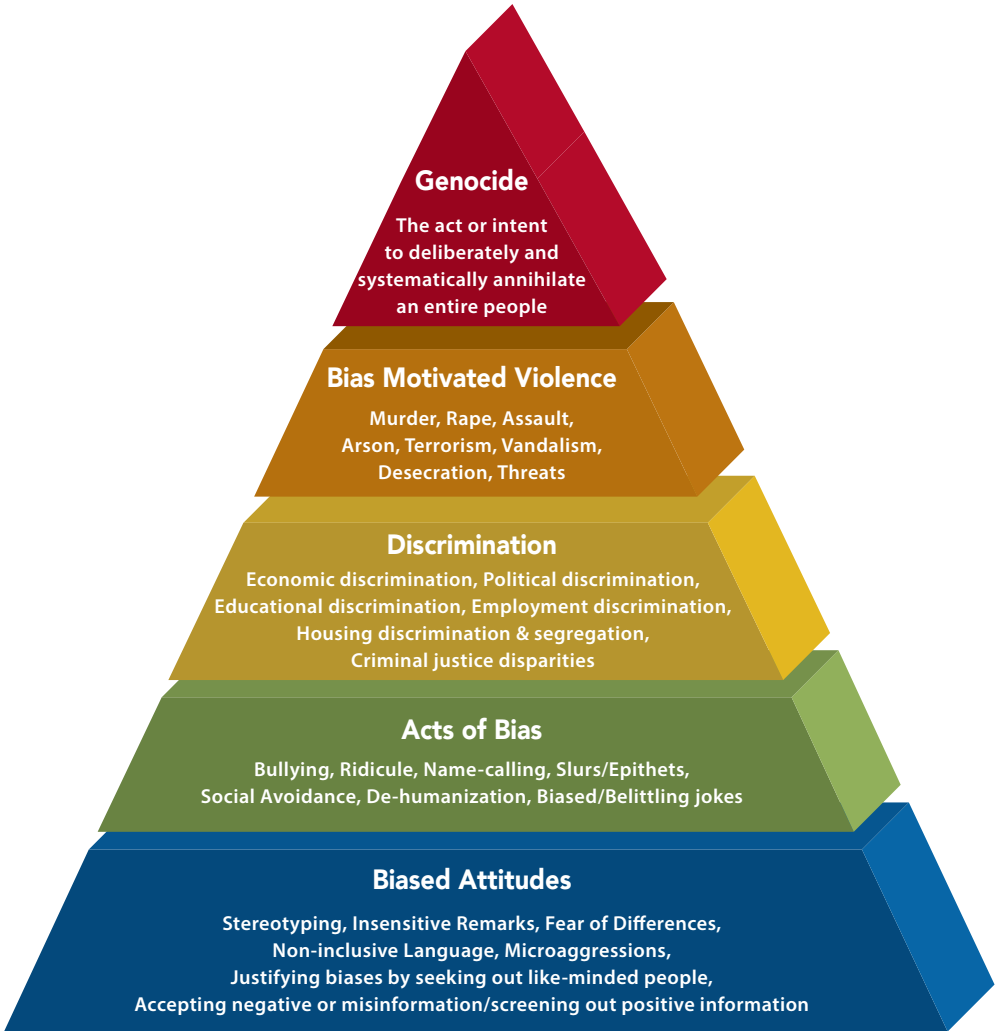 Genocide
The act or intent
to deliberately and
systematically annihilate
an entire people
Bias Motivated Violence
Murder, Rape, Assault,
Arson, Terrorism, Vandalism,
Desecration, Threats
Discrimination
Economic discrimination, Political discrimination,
Educational discrimination, Employment discrimination,
Housing discrimination & segregation,
Criminal justice disparities
Acts of Bias
Bullying, Ridicule, Name-calling, Slurs/Epithets,
Social Avoidance, De-humanization, Biased/Belittling jokes
Biased Attitudes
Stereotyping, Insensitive Remarks, Fear of Differences,
Non-inclusive Language, Microaggressions,
Justifying biases by seeking out like-minded people,
Accepting negative or misinformation/screening out positive information